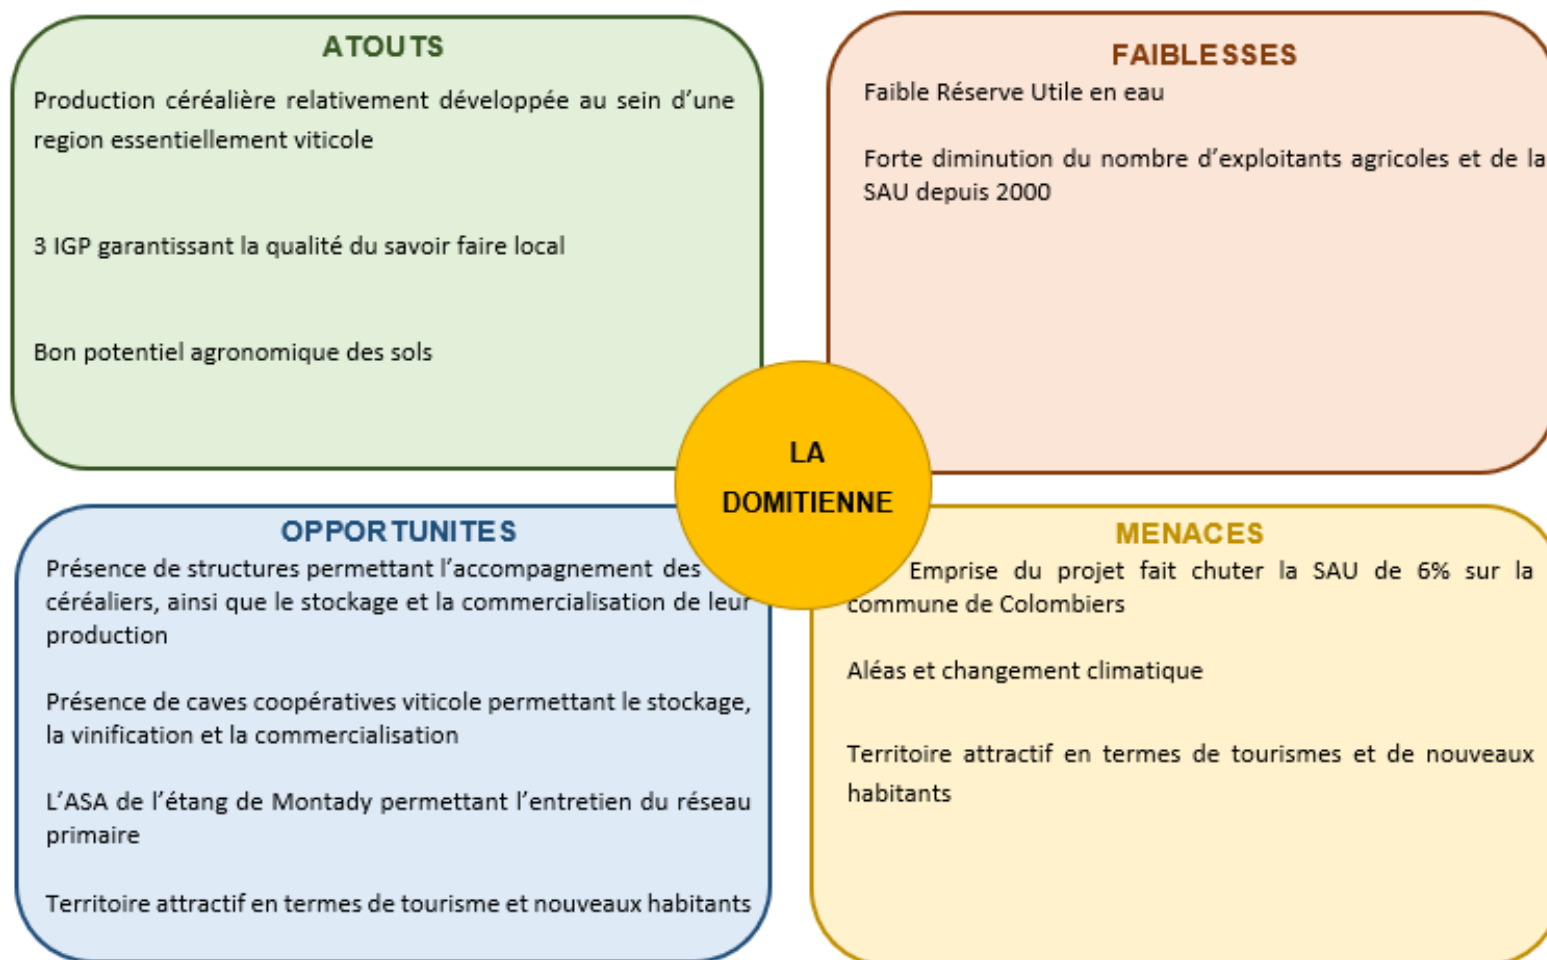 ATOUTS
Production céréalière relativement développée au sein d’une
region essentiellement viticole
3 IGP garantissant la qualité du savoir faire local
Bon potentiel agronomique des sols
FAIBLESSES
Faible Réserve Utile en eau
Forte diminution du nombre d’exploitants agricoles et de la
SAU depuis 2000
LA
DOMITIENNE
OPPORTUNITES
Présence de structures permettant l’accompagnement des
céréaliers, ainsi que le stockage et la commercialisation de leur
production
Présence de caves coopératives viticole permettant le stockage,
la vinification et la commercialisation
L’ASA de l’étang de Montady permettant l’entretien du réseau
primaire
Territoire attractif en termes de tourisme et nouveaux habitants
MENACES
Emprise du projet fait chuter la SAU de 6% sur la
commune de Colombiers
Aléas et changement climatique
Territoire attractif en termes de tourismes et de nouveaux
habitants